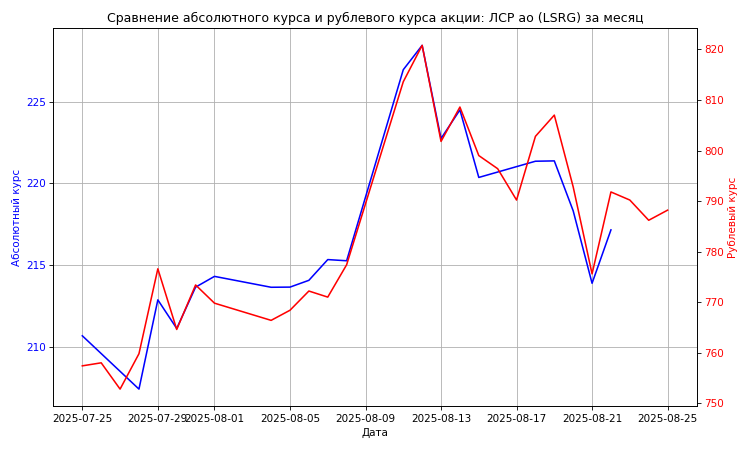 Сравнение абсолютного курса и рублевого курса акции: ЛСР ао (LSRG) за месяц
Абсолютный курс
225
220
215
210
820
810
800
790
780
770
760
750
Рублевый курс
2025-07-25 2025-07-29 2025-08-01 2025-08-05 2025-08-09 2025-08-13 2025-08-17 2025-08-21 2025-08-25
Дата